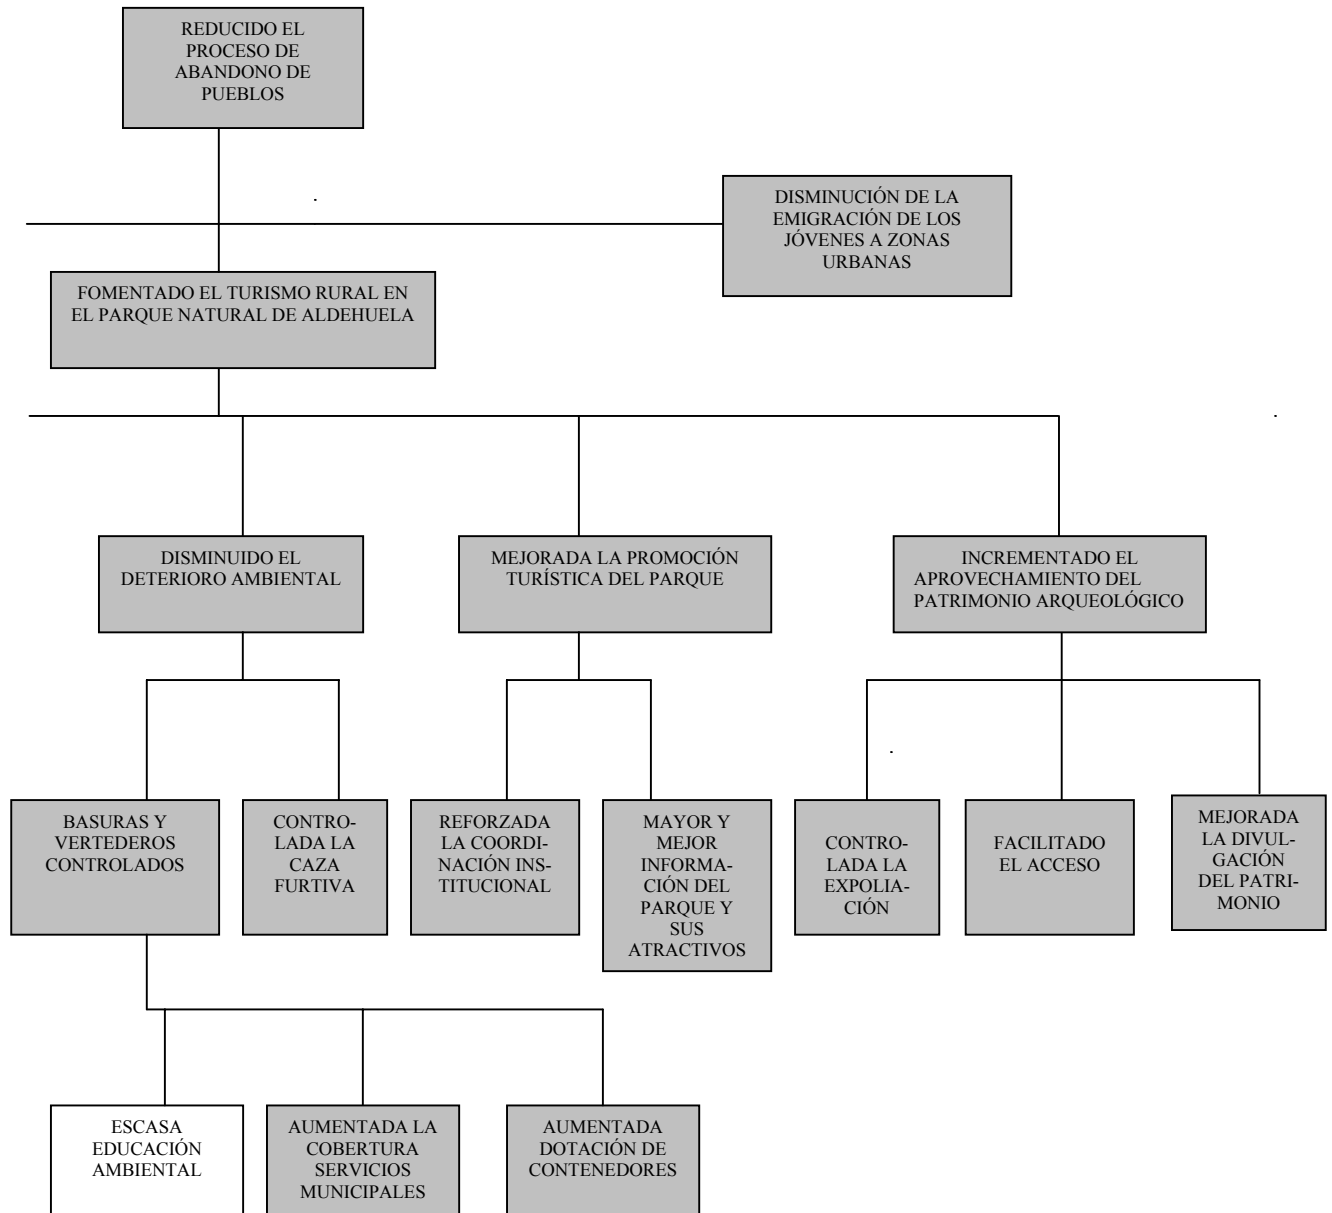 REDUCIDO EL
PROCESO DE
ABANDONO DE
PUEBLOS
DISMINUCIÓN DE LA
EMIGRACIÓN DE LOS
JÓVENES A ZONAS
URBANAS
FOMENTADO EL TURISMO RURAL EN
EL PARQUE NATURAL DE ALDEHUELA
DISMINUIDO EL
DETERIORO AMBIENTAL
MEJORADA LA PROMOCIÓN
TURÍSTICA DEL PARQUE
INCREMENTADO EL
APROVECHAMIENTO DEL
PATRIMONIO ARQUEOLÓGICO
BASURAS Y
VERTEDEROS
CONTROLADOS
CONTRO-
LADA LA
CAZA
FURTIVA
REFORZADA
LA COORDI-
NACIÓN INS-
TITUCIONAL
MAYOR Y
MEJOR
INFORMA-
CIÓN DEL
PARQUE Y
SUS
ATRACTIVOS
CONTRO-
LADA LA
EXPOLIA-
CIÓN
FACILITADO
EL ACCESO
MEJORADA
LA DIVUL-
GACIÓN
DEL PATRI-
MONIO
ESCASA
EDUCACIÓN
AMBIENTAL
AUMENTADA LA
COBERTURA
SERVICIOS
MUNICIPALES
AUMENTADA
DOTACIÓN DE
CONTENEDORES